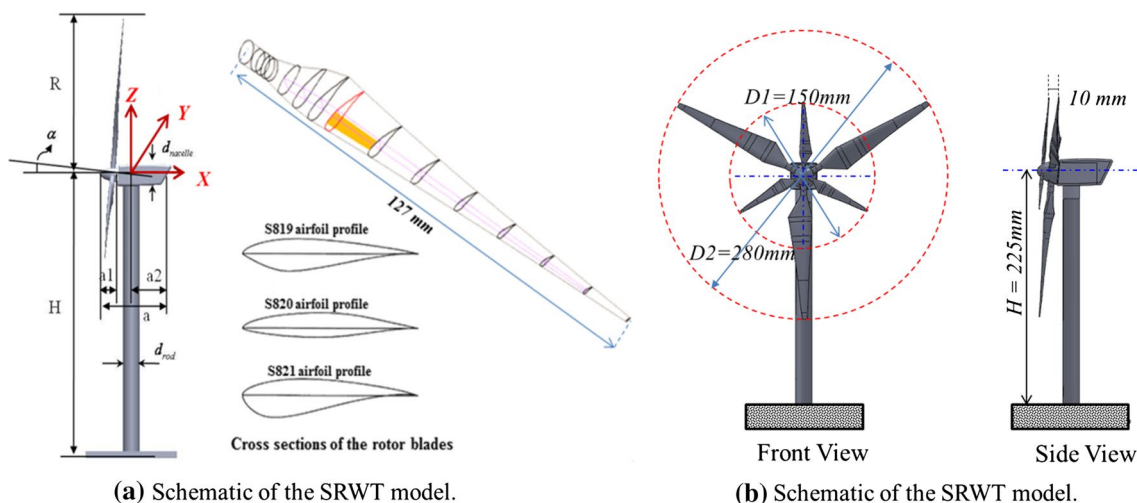 R
Z
Y
α
d nacelle
X
H
a1
a2
a
d rod
127 mm
S819 airfoil profile
S820 airfoil profile
S821 airfoil profile
Cross sections of the rotor blades
(a) Schematic of the SRWT model.
D1=150mm
D2=280mm
10 mm
H = 225mm
Front View
Side View
(b) Schematic of the SRWT model.